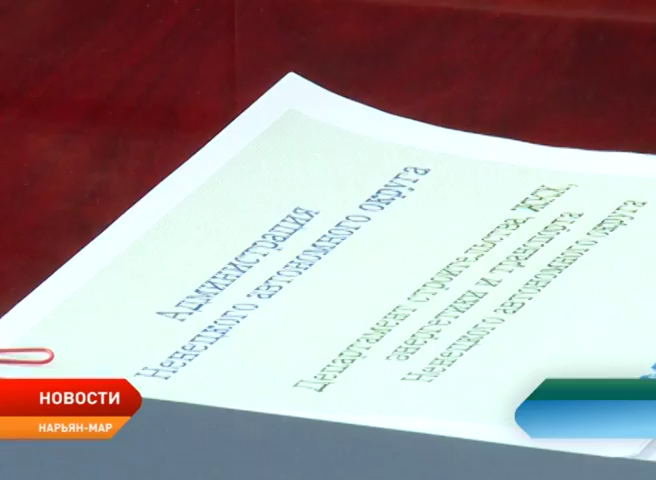 Администрация
Ненецкого автономного округа
Департамент строительства, ЖКХ,
энергетики и транспорта
Ненецкого автономного округа
НОВОСТИ
НАРЬЯН-МАР